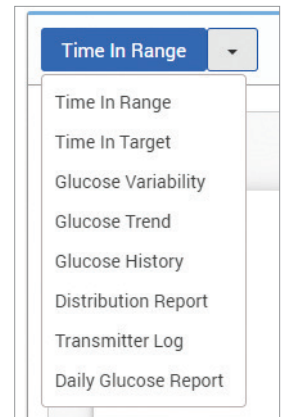 Time In Range
Time In Range
Time In Target
Glucose Variability
Glucose Trend
Glucose History
Distribution Report
Transmitter Log
Daily Glucose Report